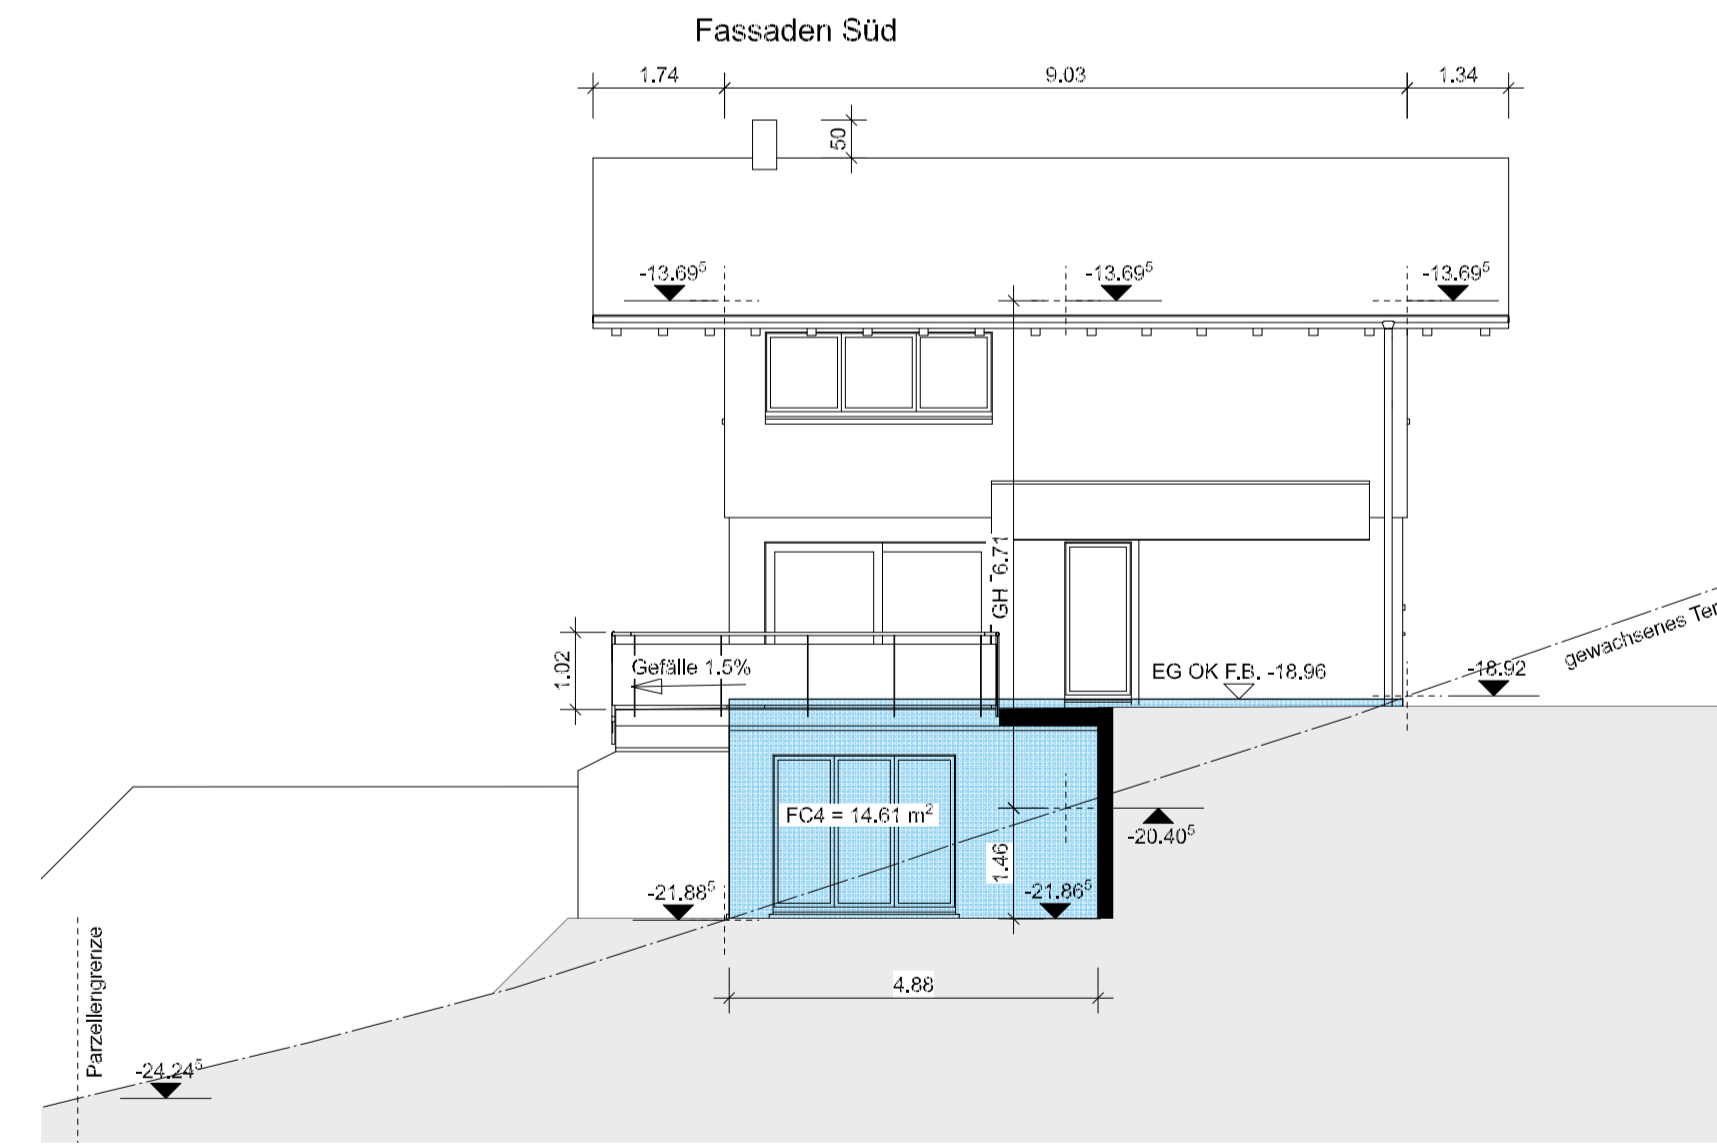 Fassaden Süd
1.74
9.03
1.34
50
-13.69⁵
-13.69⁵
-13.69⁵
GH 6.71
1.02
Gefälle 1.5%
EG OK F.B. -18.96
-18.92
gewachsenes Ter
FC4 = 14.61 m²
-20.40⁵
1.46
-21.88⁵
-21.86⁵
4.88
Parzellengrenze
-24.24⁵